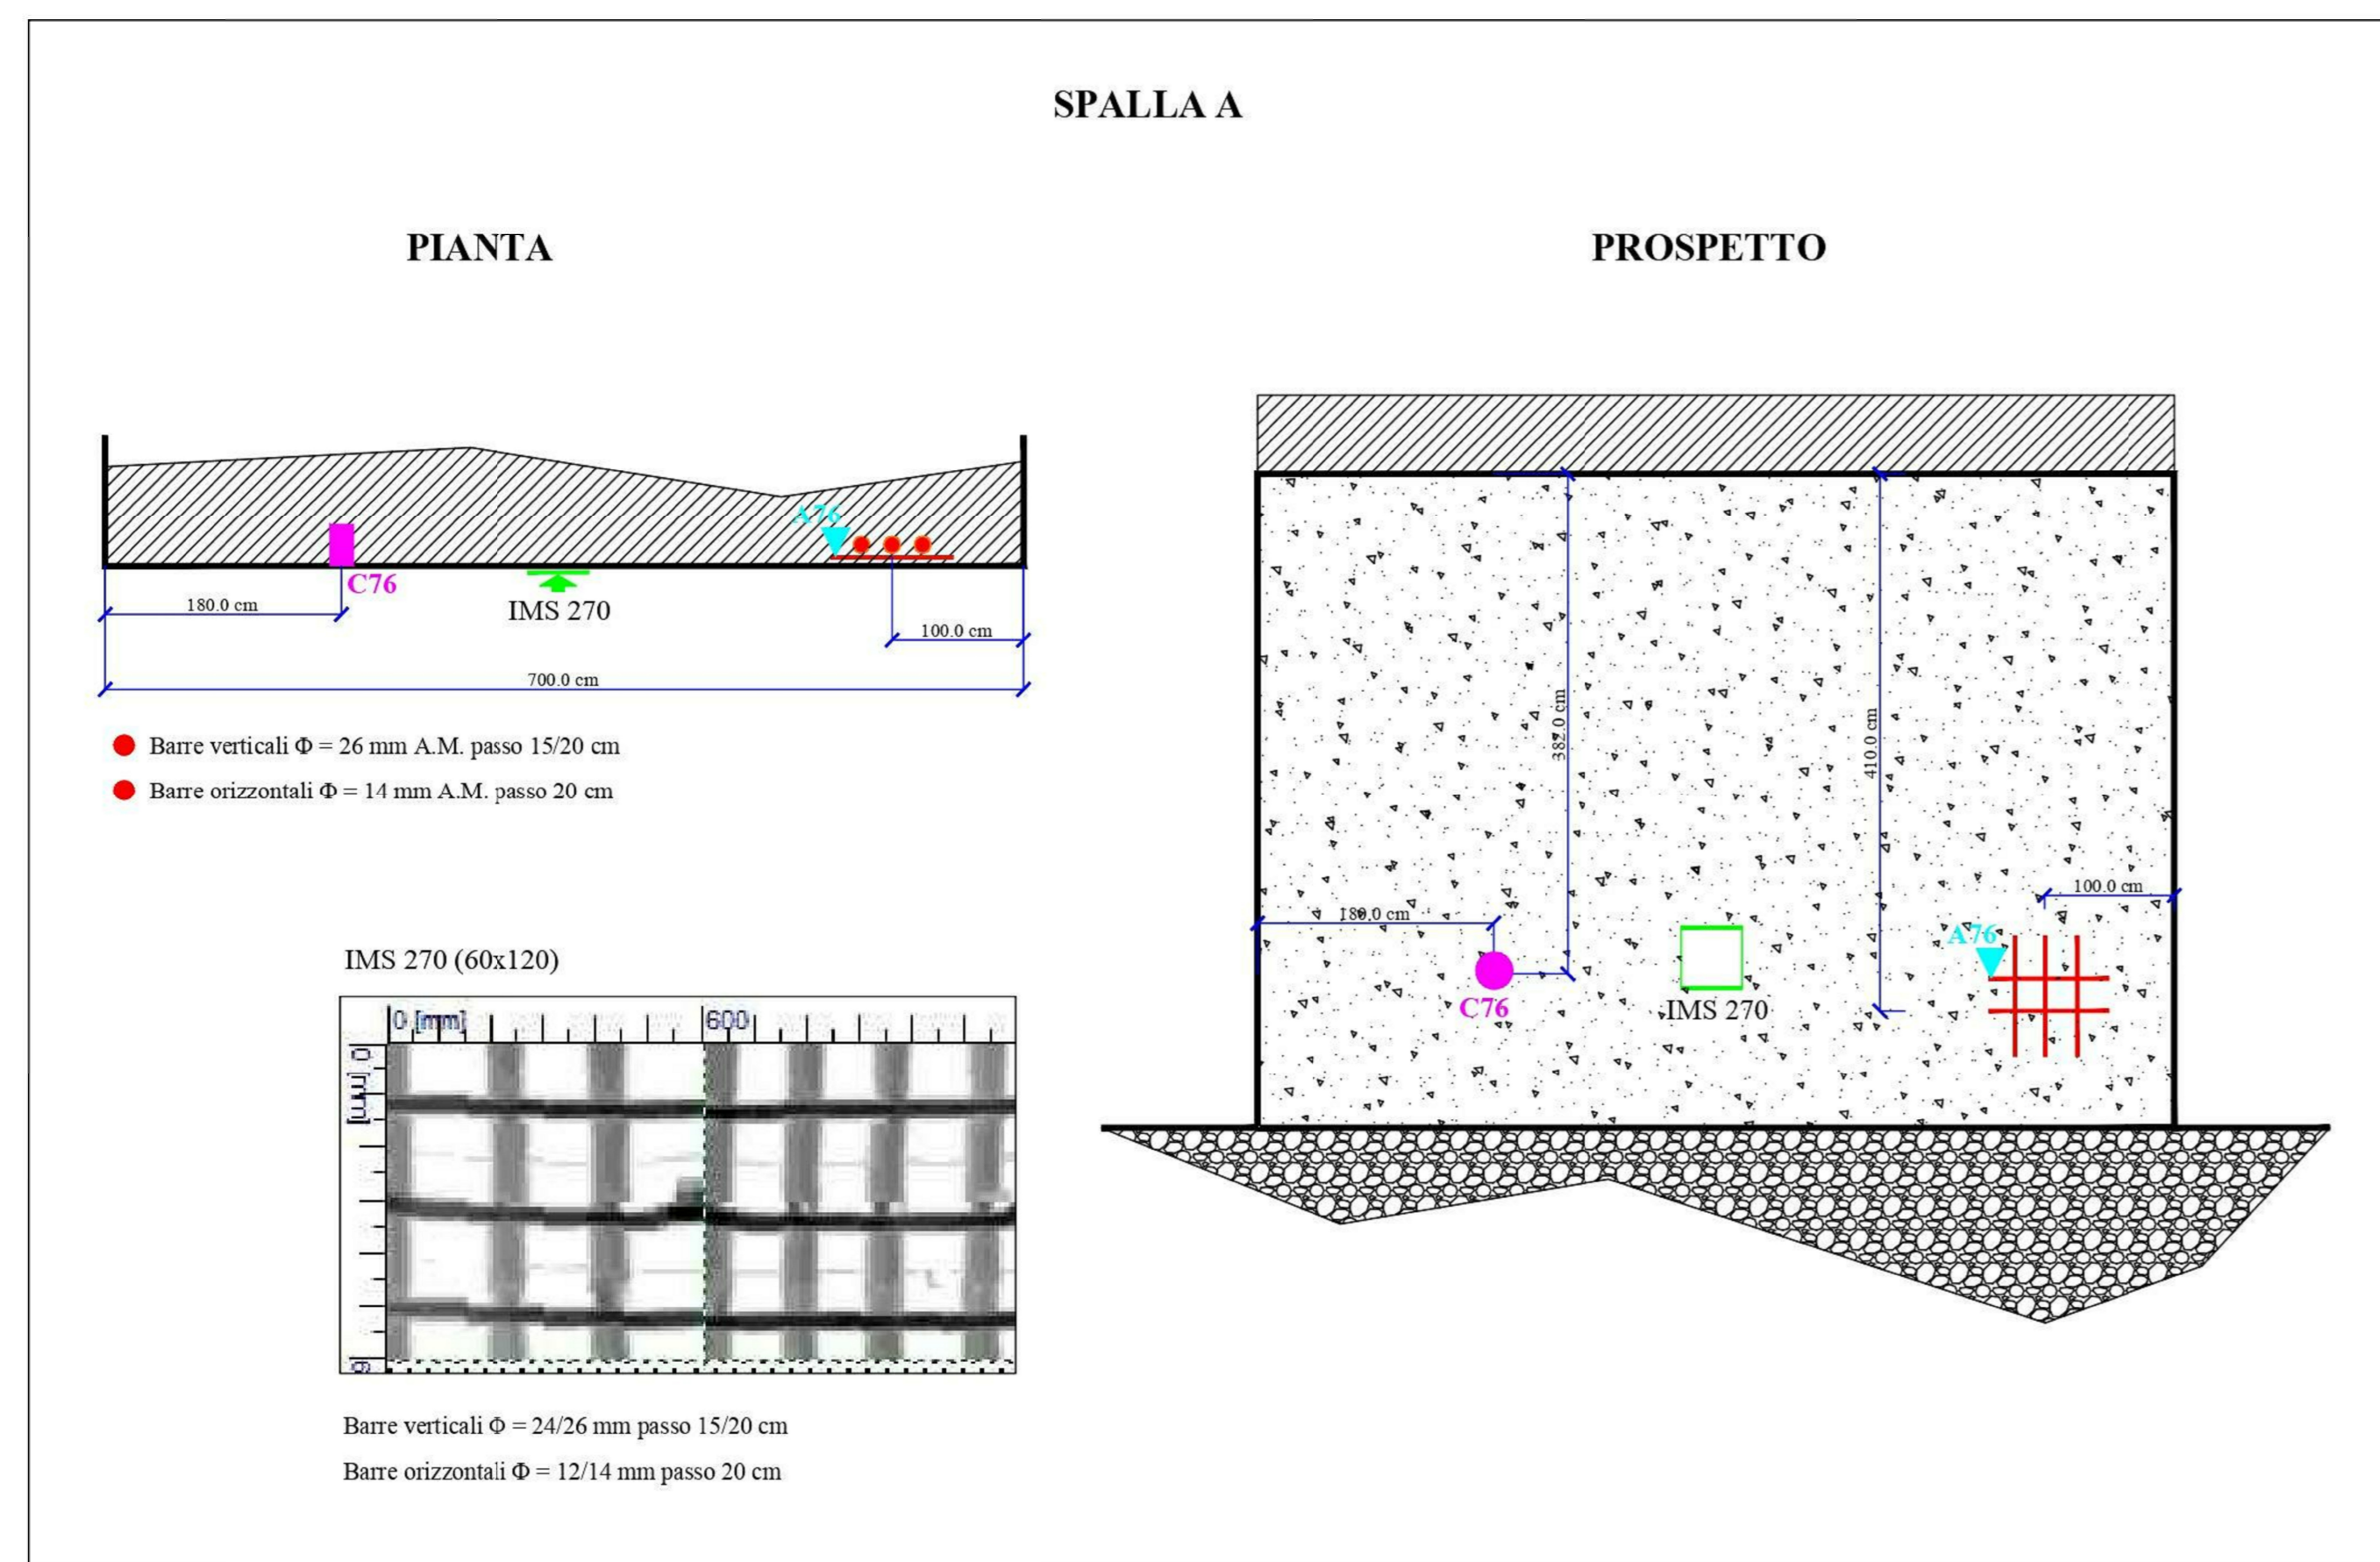 SPALLA A
PIANTA
PROSPETTO
A76
C76
180.0 cm
IMS 270
100.0 cm
700.0 cm
Barre verticali Φ = 26 mm A.M. passo 15/20 cm
Barre orizzontali Φ = 14 mm A.M. passo 20 cm
382.0 cm
410.0 cm
100.0 cm
180.0 cm
A76
C76
IMS 270
IMS 270 (60x120)
0 [mm]
600
0 [mm]
Barre verticali Φ = 24/26 mm passo 15/20 cm
Barre orizzontali Φ = 12/14 mm passo 20 cm